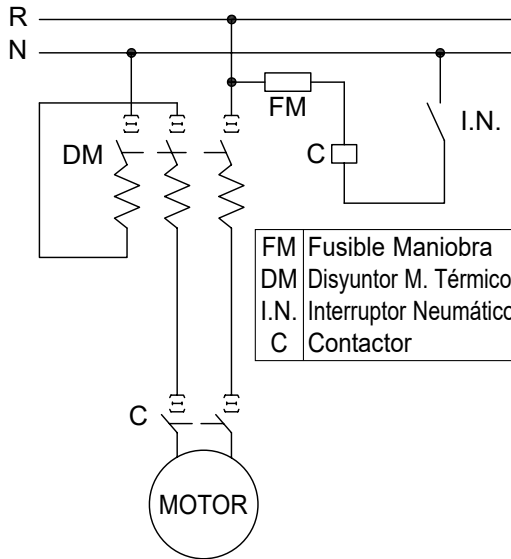 R
N
FM
I.N.
DM
C
FM Fusible Maniobra
DM Disyuntor M. Térmico
I.N. Interruptor Neumático
C Contactor
C
MOTOR